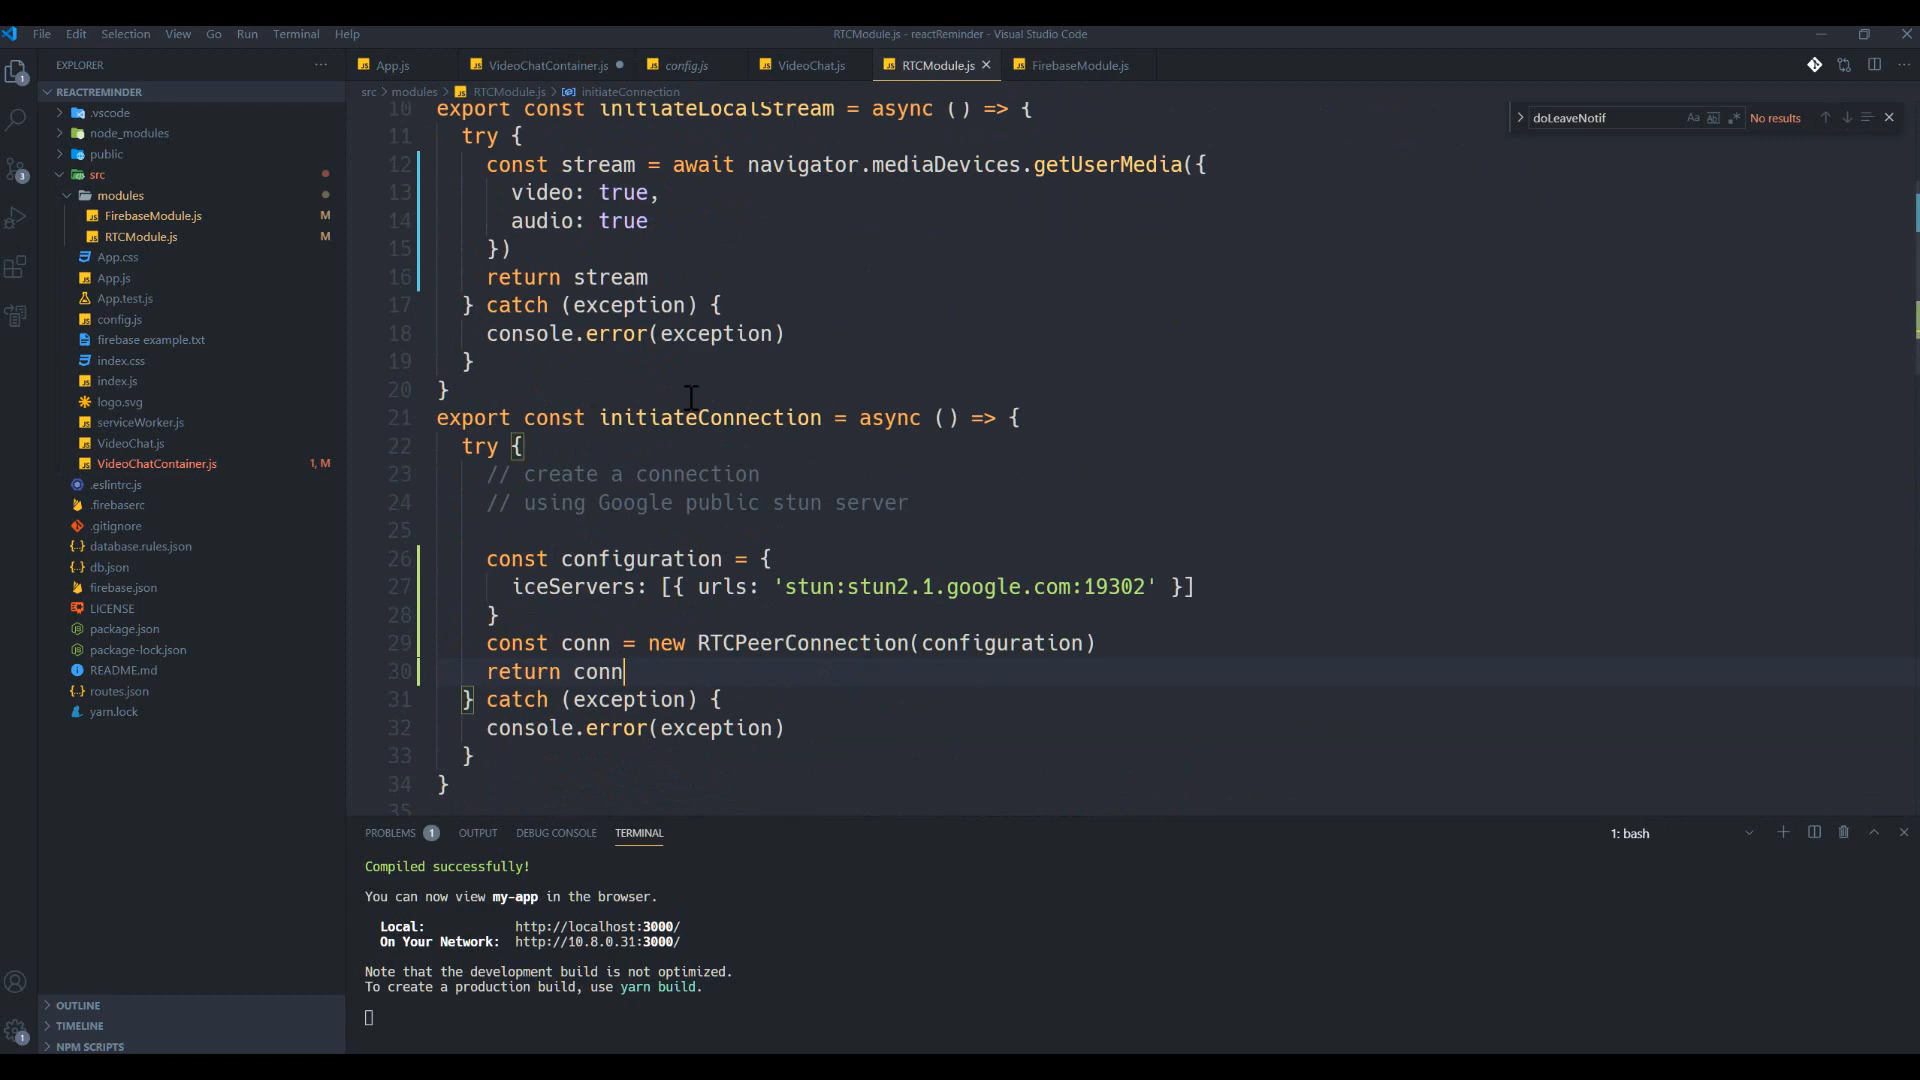 File Edit Selection View Go Run Terminal Help
RTCModule.js - reactReminder - Visual Studio Code
EXPLORER
App.js
VideoChatContainer.js
config.js
VideoChat.js
RTCModule.js
FirebaseModule.js
REACTREMINDER
src > modules > RTCModule.js > initiateConnection
.vscode
node_modules
public
src
modules
FirebaseModule.js M
RTCModule.js M
App.css
App.js
App.test.js
config.js
firebase example.txt
index.css
index.js
logo.svg
serviceWorker.js
VideoChat.js
VideoChatContainer.js 1, M
.eslintrc.js
.firebaserc
.gitignore
database.rules.json
db.json
firebase.json
LICENSE
package.json
package-lock.json
README.md
routes.json
yarn.lock
OUTLINE
TIMELINE
NPM SCRIPTS
1
3
1
doLeaveNotif Aa Ab .* No results
10 export const initiateLocalStream = async () => {
11 try {
12 const stream = await navigator.mediaDevices.getUserMedia({
13 video: true,
14 audio: true
15 })
16 return stream
17 } catch (exception) {
18 console.error(exception)
19 }
20 }
21 export const initiateConnection = async () => {
22 try {
23 // create a connection
24 // using Google public stun server
25
26 const configuration = {
27 iceServers: [{ urls: 'stun:stun2.1.google.com:19302' }]
28 }
29 const conn = new RTCPeerConnection(configuration)
30 return conn
31 } catch (exception) {
32 console.error(exception)
33 }
34 }
35
PROBLEMS 1 OUTPUT DEBUG CONSOLE TERMINAL 1: bash
Compiled successfully!
You can now view my-app in the browser.
Local: http://localhost:3000/
On Your Network: http://10.8.0.31:3000/
Note that the development build is not optimized.
To create a production build, use yarn build.